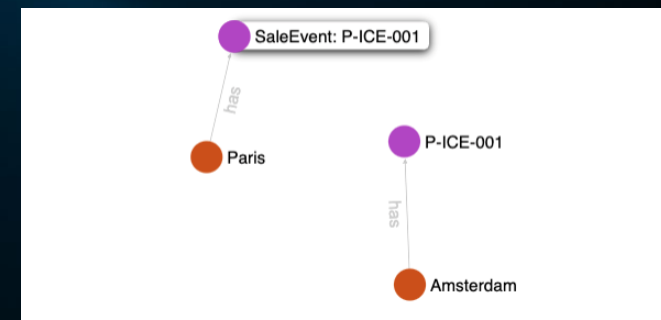 SaleEvent: P-ICE-001
has
Paris
P-ICE-001
has
Amsterdam